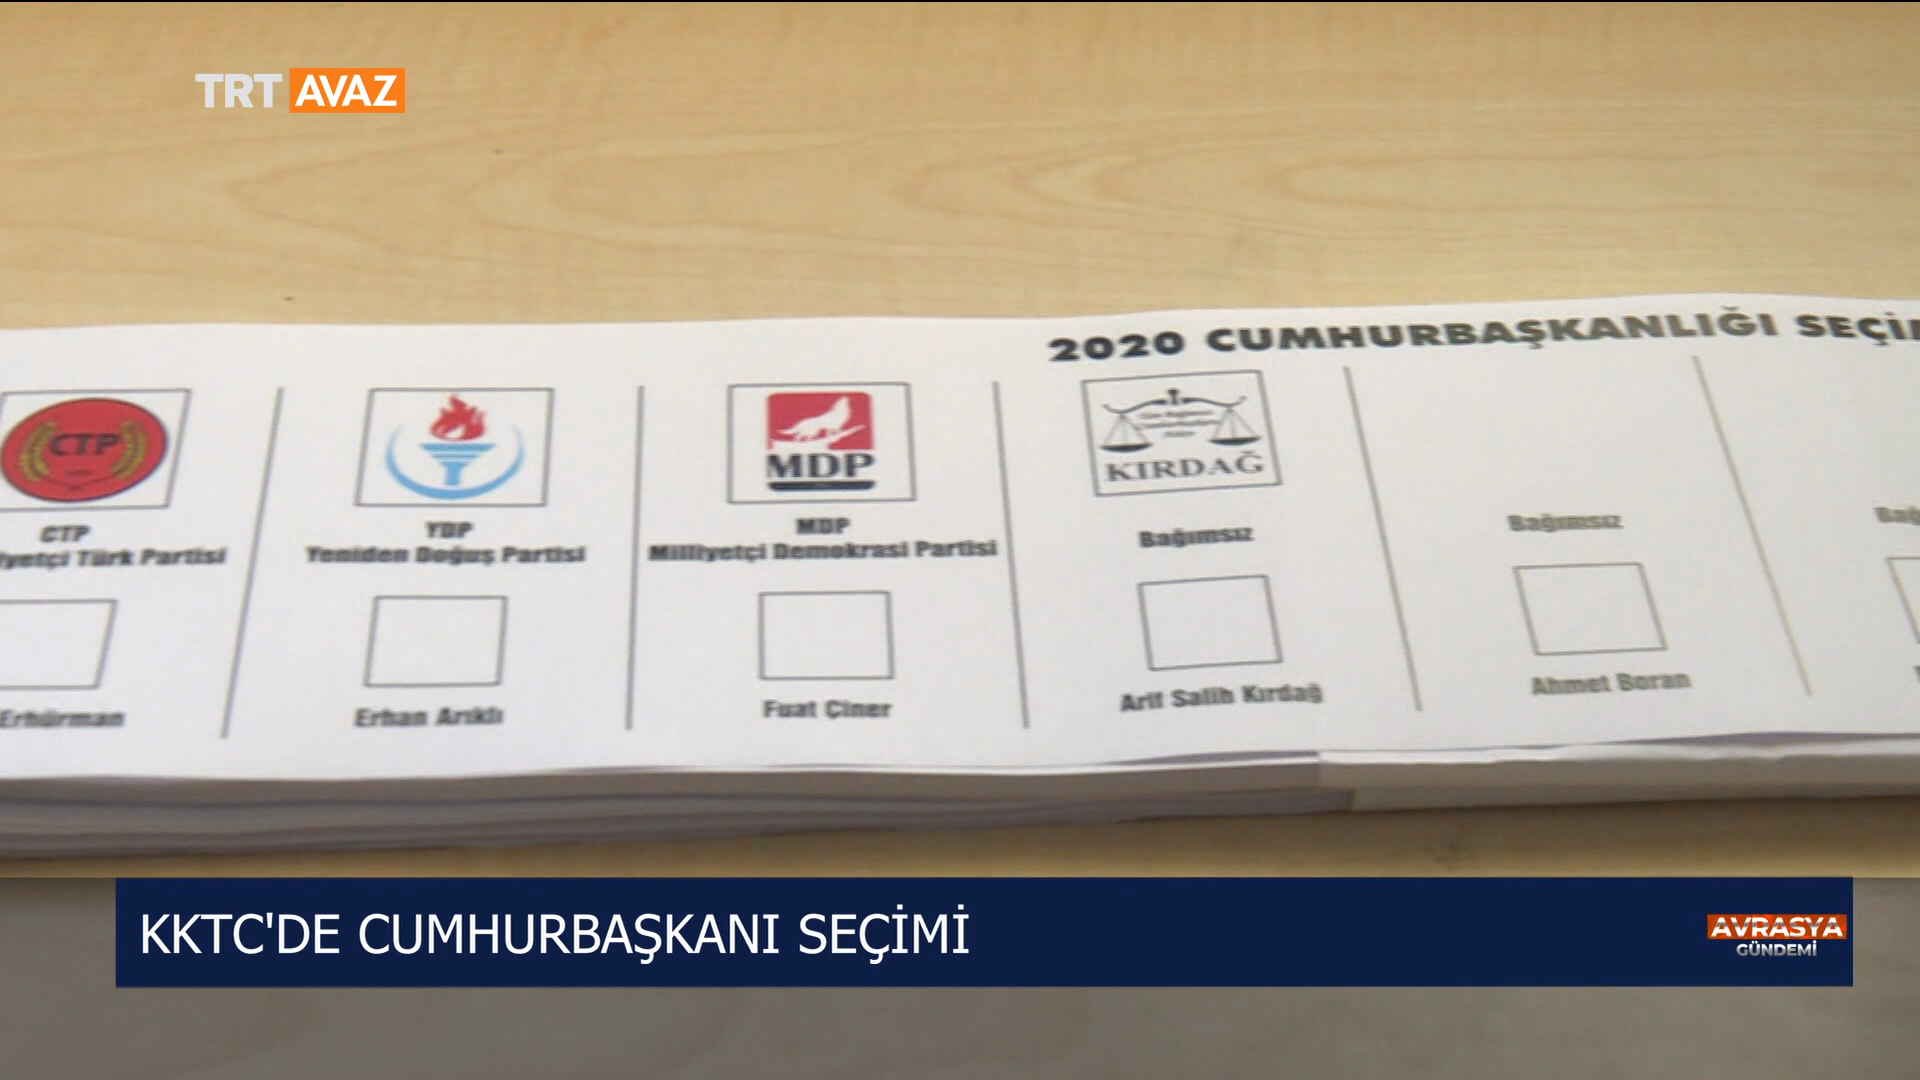 TRT AVAZ
2020 CUMHURBAŞKANLIĞI
CTP
MDP
KIRDAĞ
CTP
YDP
MDP
Bağımsız
Bağımsız
Türk Partisi
Yeniden Doğuş Partisi
Milliyetçi Demokrasi Partisi
Erhürman
Erhan Arıklı
Fuat Çiner
Arif Salih Kırdağ
Ahmet Boran
KKTC'DE CUMHURBAŞKANI SEÇİMİ
AVRASYA
GÜNDEMİ